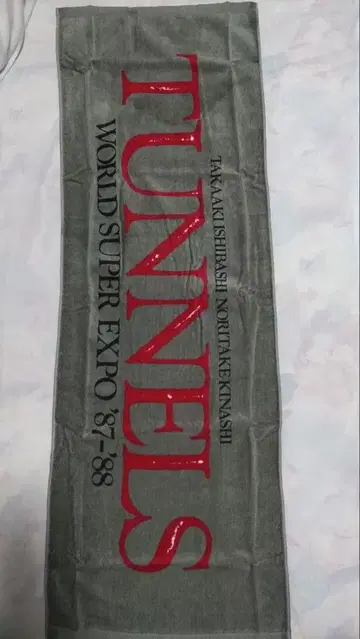 TAKAAKI ISHIBASHI NORITAKE KINASHI
TUNNELS
WORLD SUPER EXPO '87-'88